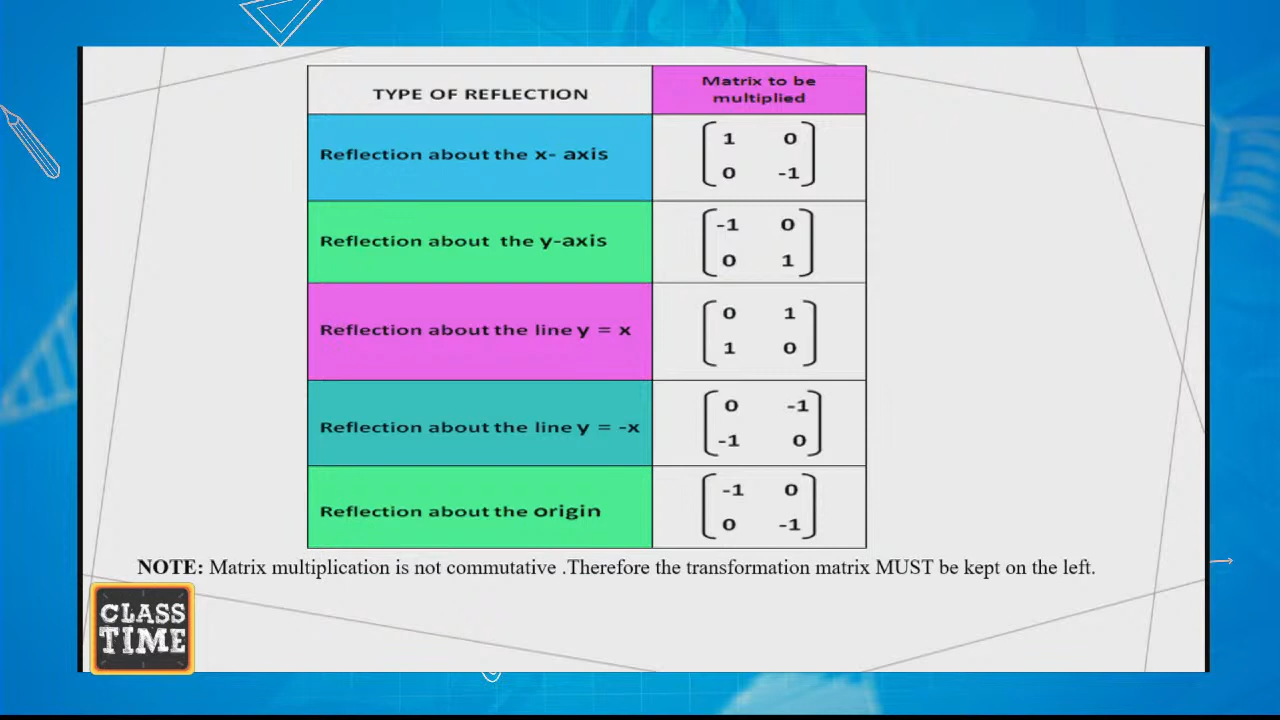 TYPE OF REFLECTION
Matrix to be
multiplied
Reflection about the x- axis
1 0
0 -1
Reflection about the y-axis
-1 0
0 1
Reflection about the line y = x
0 1
1 0
Reflection about the line y = -x
0 -1
-1 0
Reflection about the origin
-1 0
0 -1
NOTE: Matrix multiplication is not commutative .Therefore the transformation matrix MUST be kept on the left.
CLASS
TIME